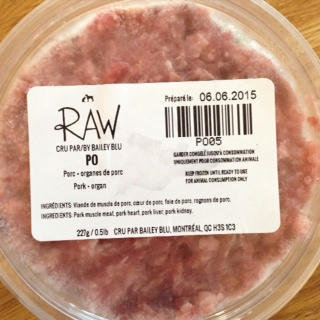 Préparé le: 06.06.2015
RAW
CRU PAR/BY BAILEY BLU
PO
Porc - organes de porc
Pork - organ
P005
GARDER CONGELÉ JUSQU'À CONSOMMATION
UNIQUEMENT POUR CONSOMMATION ANIMALE
KEEP FROZEN UNTIL READY TO USE
FOR ANIMAL CONSUMPTION ONLY
INGRÉDIENTS: Viande de muscle de porc, cœur de porc, foie de porc, rognons de porc.
INGREDIENTS: Pork muscle meat, pork heart, pork liver, pork kidney.
227g / 0.5lb CRU PAR BAILEY BLU, MONTRÉAL, QC H3S 1C3